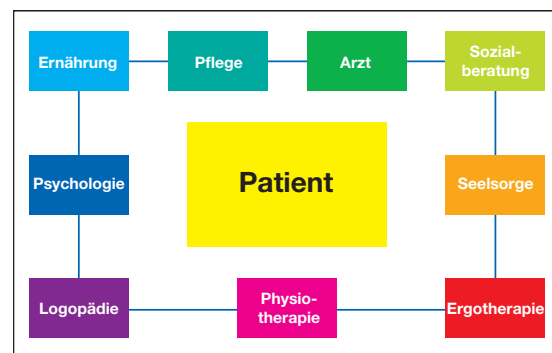 Ernährung
Pflege
Arzt
Sozial-
beratung
Psychologie
Patient
Seelsorge
Logopädie
Physio-
therapie
Ergotherapie